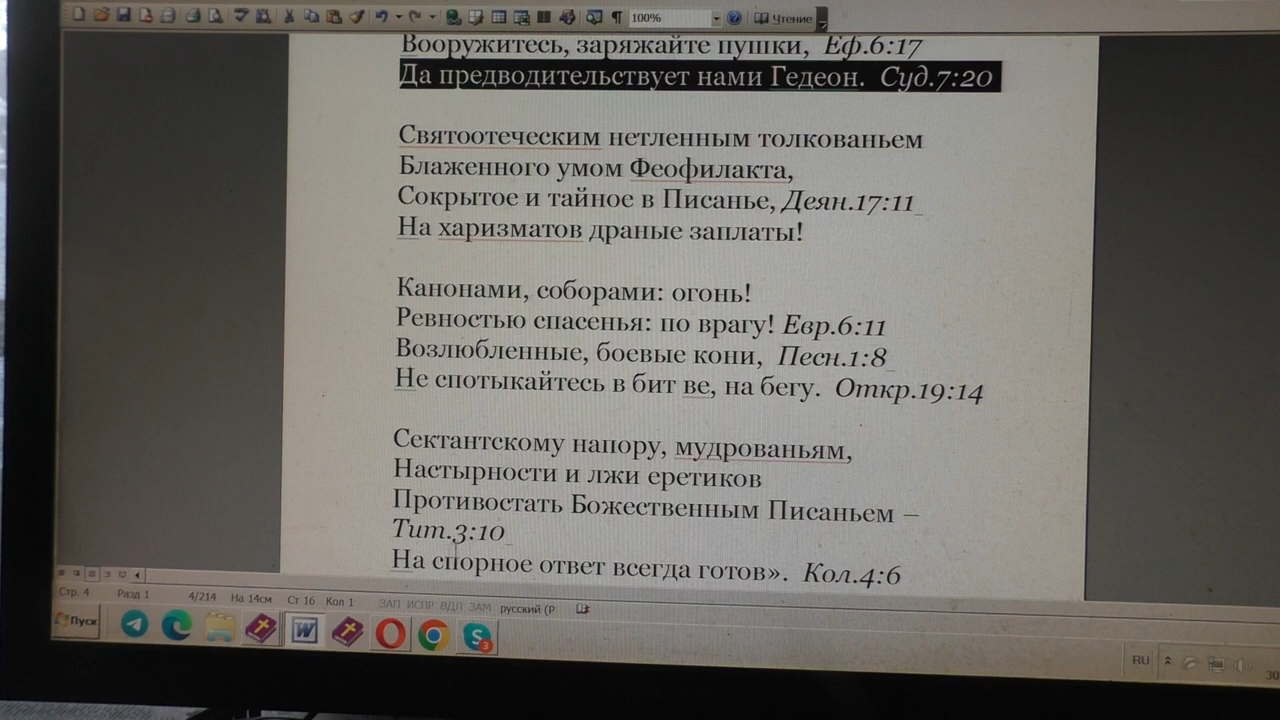 100%
Чтение
Вооружитесь, заряжайте пушки, Еф.6:17
Да предводительствует нами Гедеон. Суд.7:20
Святоотеческим нетленным толкованьем
Блаженного умом Феофилакта,
Сокрытое и тайное в Писанье, Деян.17:11
На харизматов драные заплаты!
Канонами, соборами: огонь!
Ревностью спасенья: по врагу! Евр.6:11
Возлюбленные, боевые кони, Песн.1:8
Не спотыкайтесь в бит ве, на бегу. Откр.19:14
Сектантскому напору, мудрованьям,
Настырности и лжи еретиков
Противостать Божественным Писаньем –
Тит.3:10
На спорное ответ всегда готов». Кол.4:6
Стр. 4 Разд 1 4/214 На 14см Ст 16 Кол 1 ЗАП ИСПР ВДЛ ЗАМ русский (Р
Пуск
3
RU
30